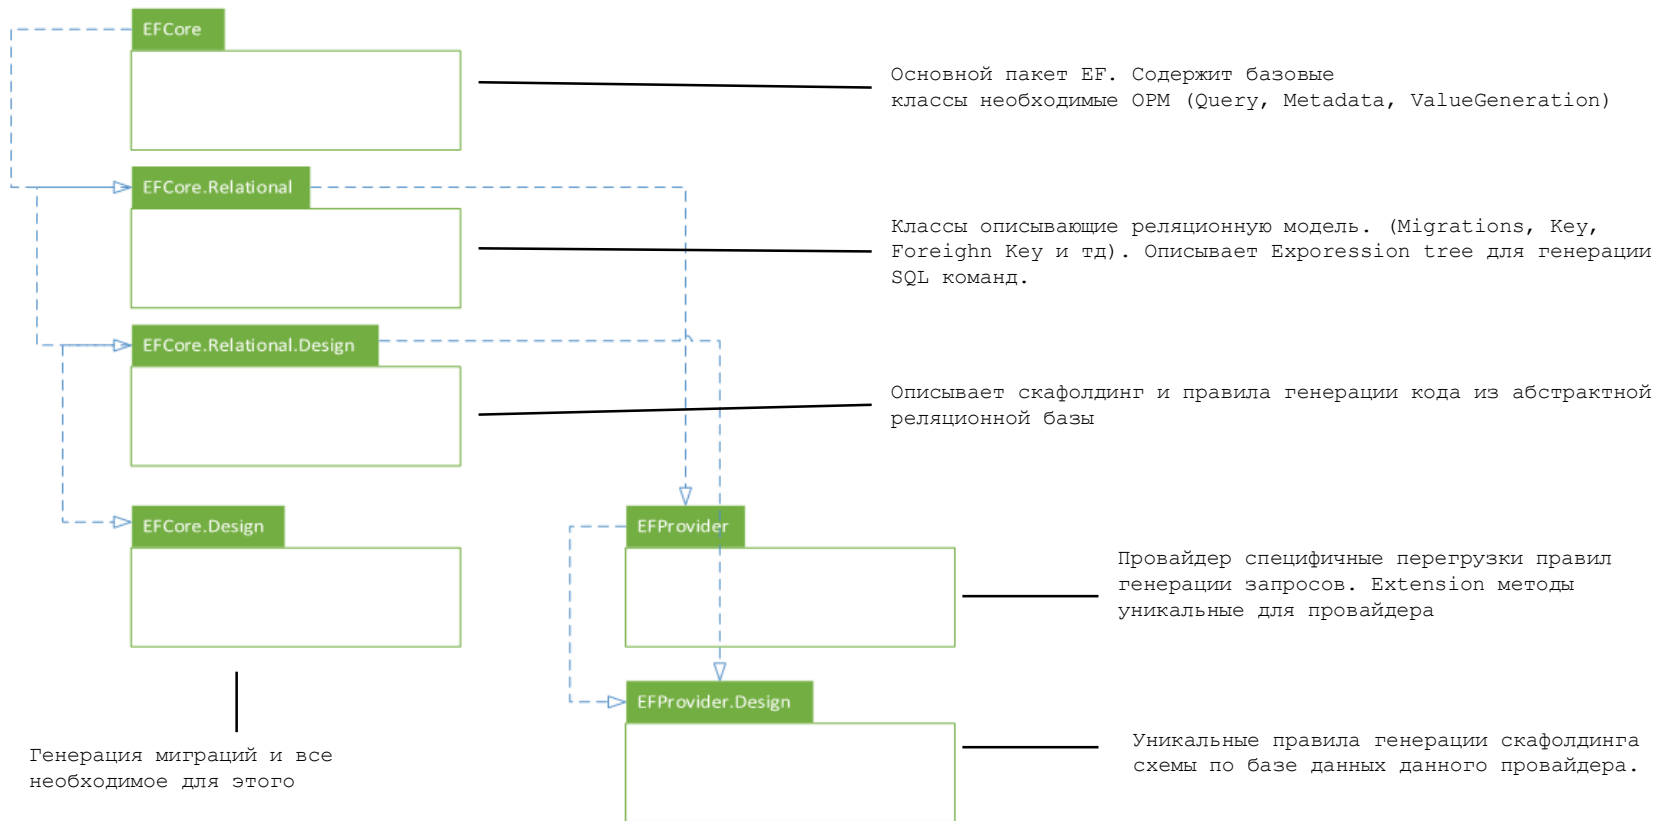 EFCore
Основной пакет EF. Содержит базовые
классы необходимые ОРМ (Query, Metadata, ValueGeneration)
EFCore.Relational
Классы описывающие реляционную модель. (Migrations, Key,
Foreighn Key и тд). Описывает Exporession tree для генерации
SQL команд.
EFCore.Relational.Design
Описывает скафолдинг и правила генерации кода из абстрактной
реляционной базы
EFCore.Design
EFProvider
Провайдер специфичные перегрузки правил
генерации запросов. Extension методы
уникальные для провайдера
EFProvider.Design
Генерация миграций и все
необходимое для этого
Уникальные правила генерации скафолдинга
схемы по базе данных данного провайдера.